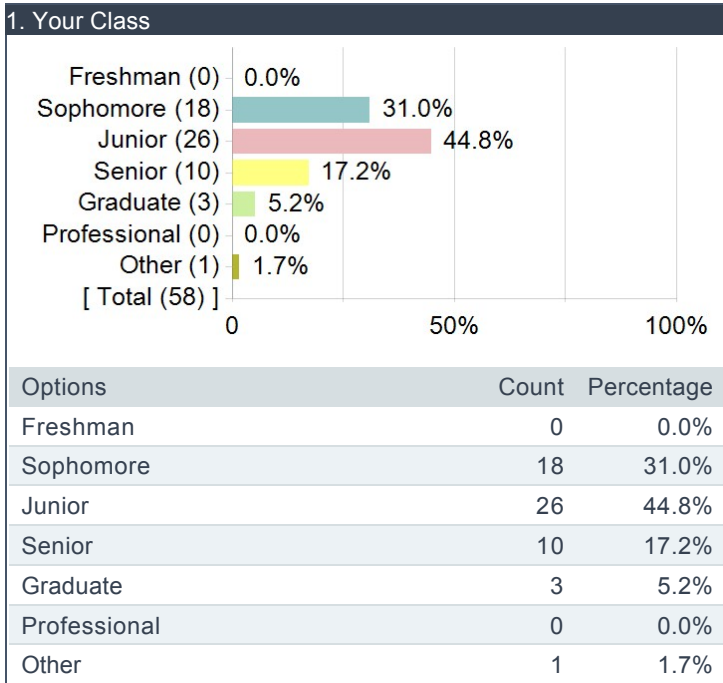 1. Your Class
Freshman (0) 0.0%
Sophomore (18) 31.0%
Junior (26) 44.8%
Senior (10) 17.2%
Graduate (3) 5.2%
Professional (0) 0.0%
Other (1) 1.7%
[ Total (58) ]
0 50% 100%
Options Count Percentage
Freshman 0 0.0%
Sophomore 18 31.0%
Junior 26 44.8%
Senior 10 17.2%
Graduate 3 5.2%
Professional 0 0.0%
Other 1 1.7%